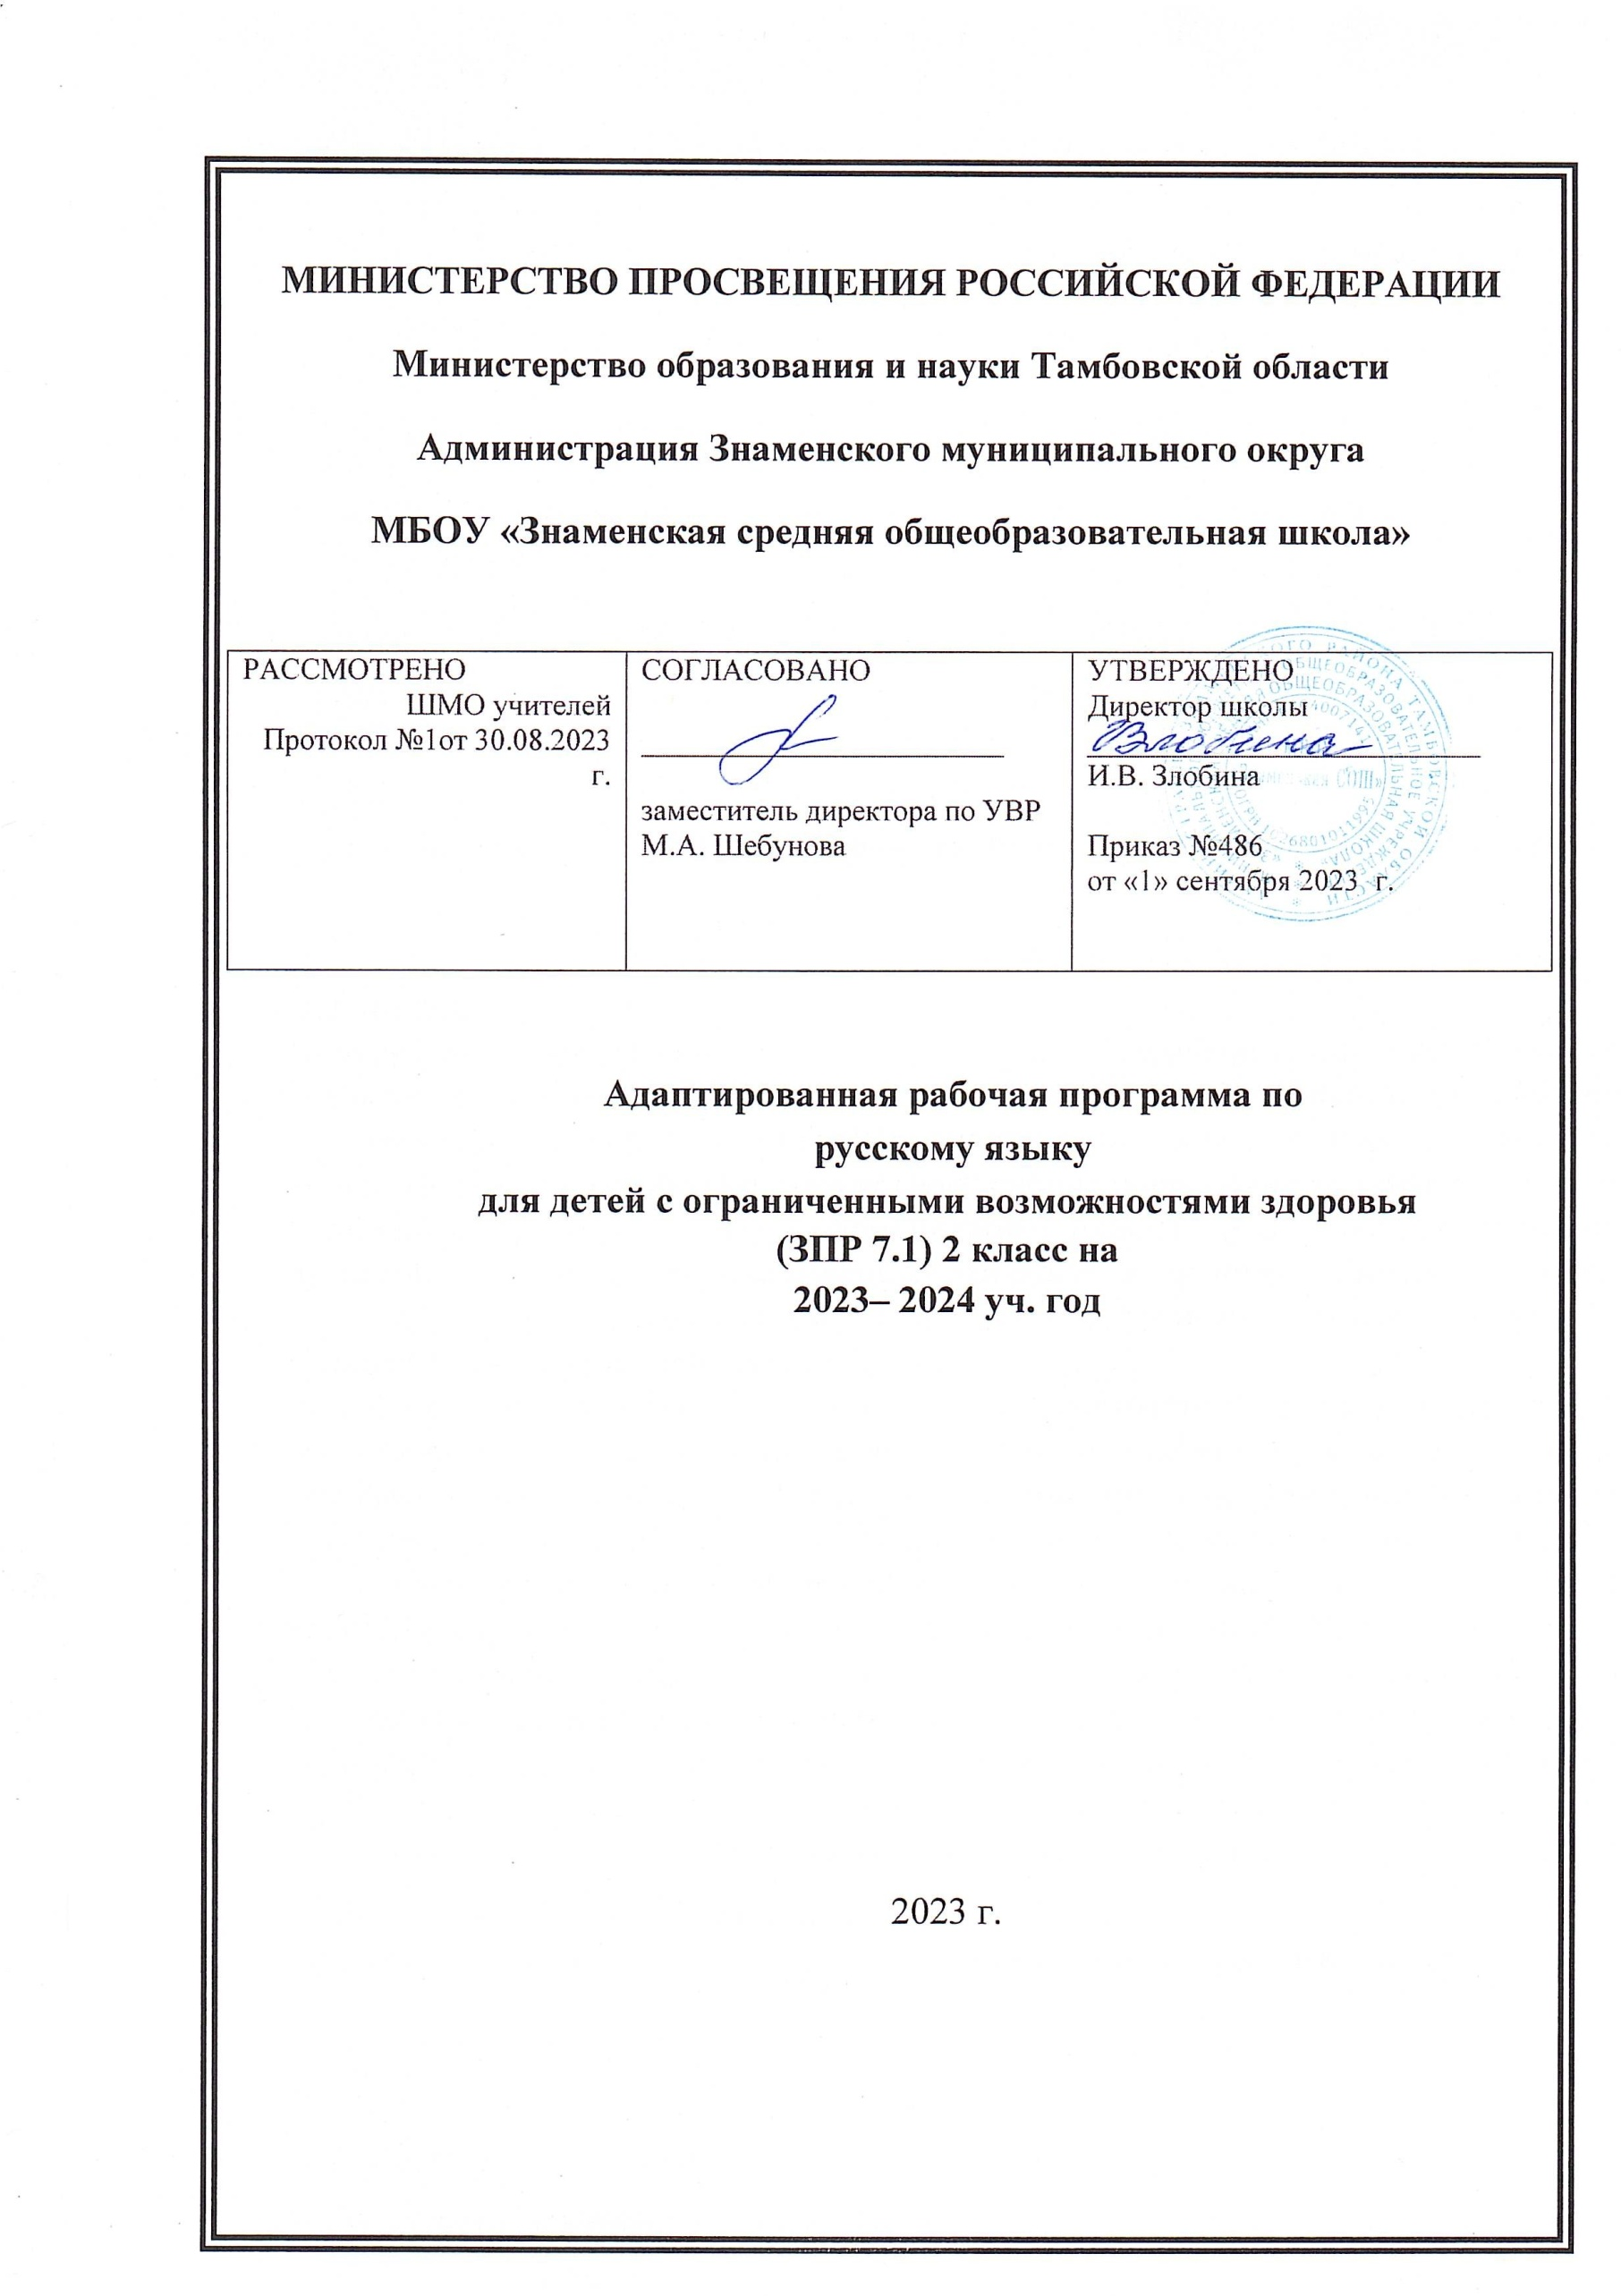 МИНИСТЕРСТВО ПРОСВЕЩЕНИЯ РОССИЙСКОЙ ФЕДЕРАЦИИ
Министерство образования и науки Тамбовской области
Администрация Знаменского муниципального округа
МБОУ «Знаменская средняя общеобразовательная школа»
РАССМОТРЕНО
ШМО учителей
Протокол №1от 30.08.2023
г.
СОГЛАСОВАНО
заместитель директора по УВР
М.А. Шебунова
УТВЕРЖДЕНО
Директор школы
Злобина
И.В. Злобина
Приказ №486
от «1» сентября 2023 г.
Адаптированная рабочая программа по
русскому языку
для детей с ограниченными возможностями здоровья
(ЗПР 7.1) 2 класс на
2023– 2024 уч. год
2023 г.